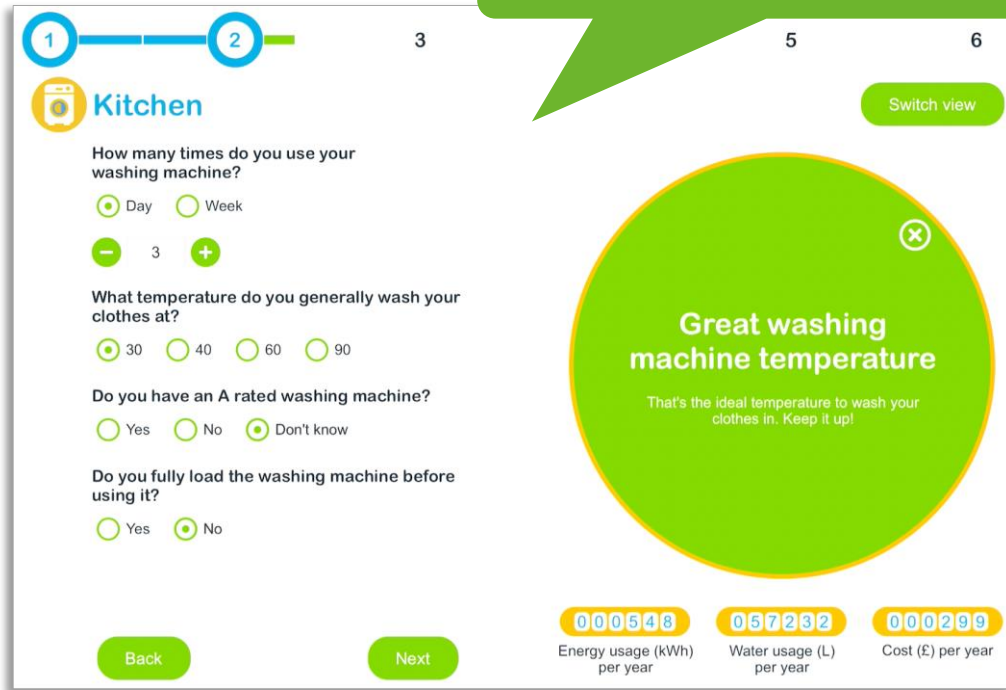 1
2
3
5
6
Kitchen
Switch view
How many times do you use your
washing machine?
Day Week
3
What temperature do you generally wash your
clothes at?
30 40 60 90
Do you have an A rated washing machine?
Yes No Don't know
Do you fully load the washing machine before
using it?
Yes No
Back Next
Great washing
machine temperature
That's the ideal temperature to wash your
clothes in. Keep it up!
000548 057232 000299
Energy usage (kWh)
per year
Water usage (L)
per year
Cost (£) per year